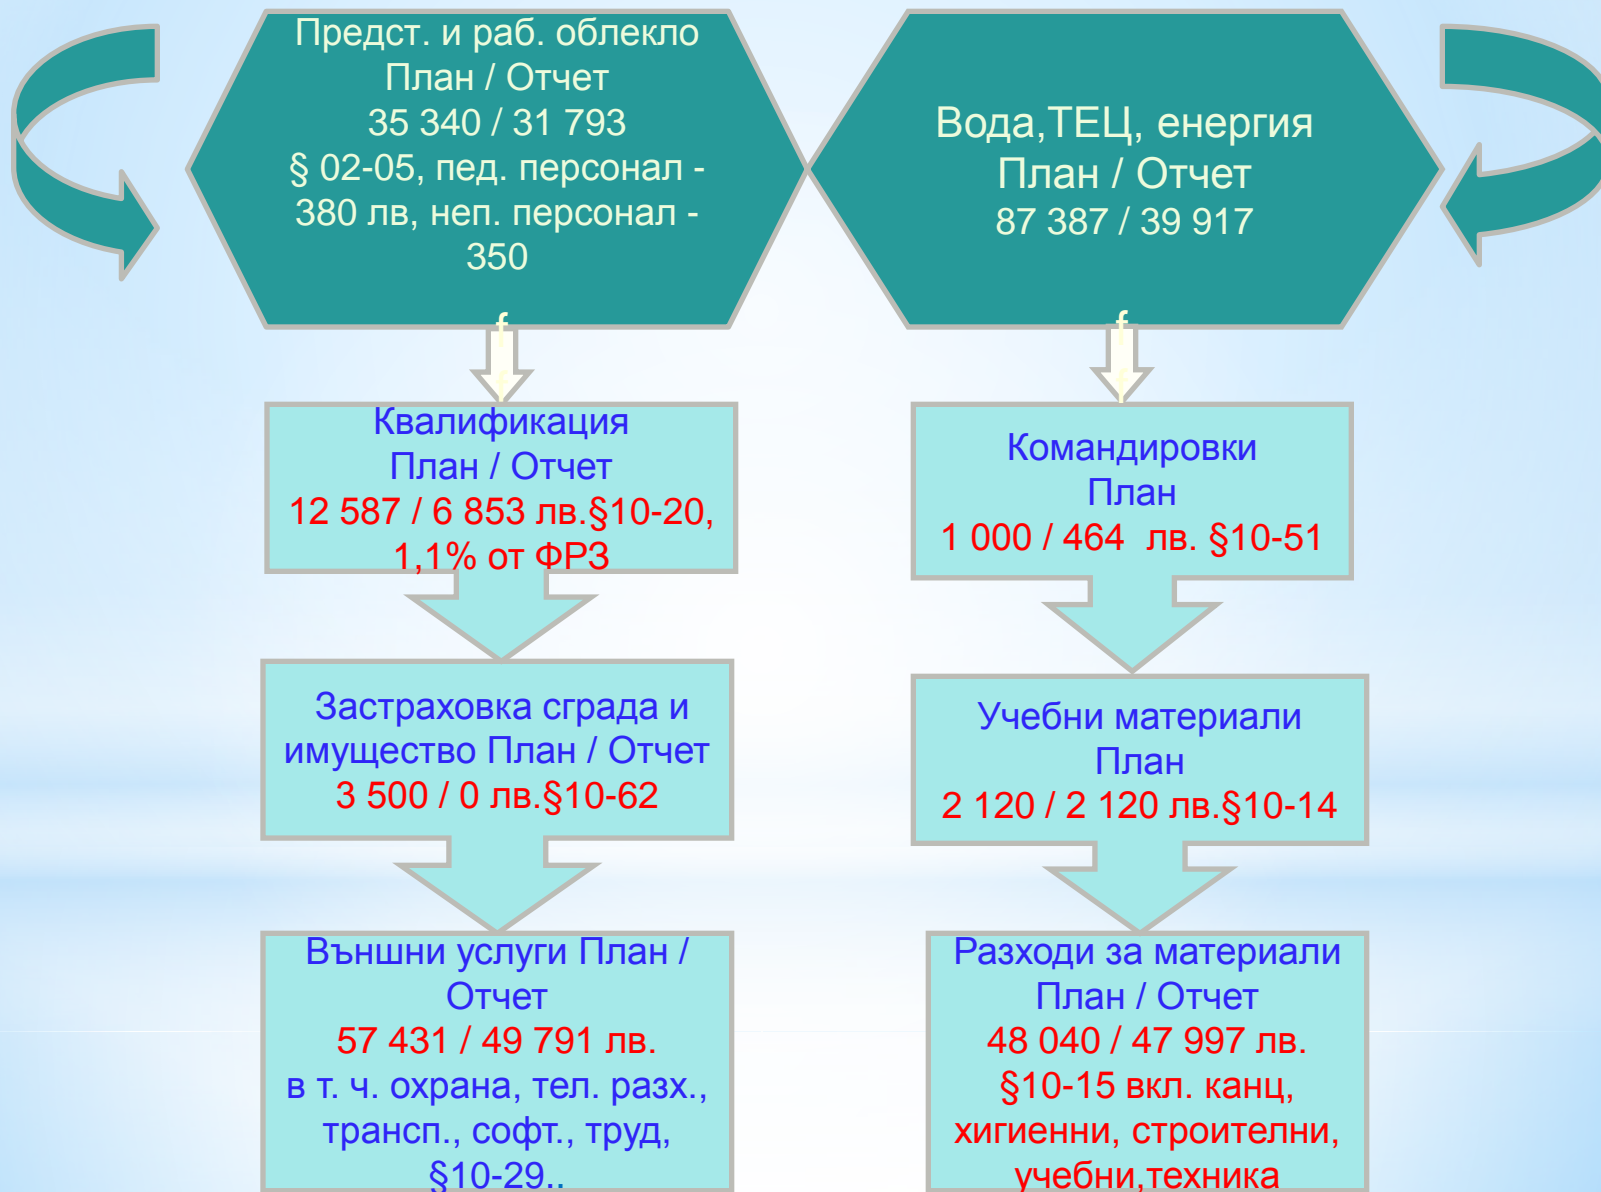 Предст. и раб. облекло
План / Отчет
35 340 / 31 793
§ 02-05, пед. персонал -
380 лв, неп. персонал -
350
f
Квалификация
План / Отчет
12 587 / 6 853 лв.§10-20,
1,1% от ФРЗ
Застраховка сграда и
имущество План / Отчет
3 500 / 0 лв.§10-62
Външни услуги План /
Отчет
57 431 / 49 791 лв.
в т. ч. охрана, тел. разх.,
трансп., софт., труд,
§10-29..
Вода,ТЕЦ, енергия
План / Отчет
87 387 / 39 917
f
Командировки
План
1 000 / 464 лв. §10-51
Учебни материали
План
2 120 / 2 120 лв.§10-14
Разходи за материали
План / Отчет
48 040 / 47 997 лв.
§10-15 вкл. канц,
хигиенни, строителни,
учебни,техника